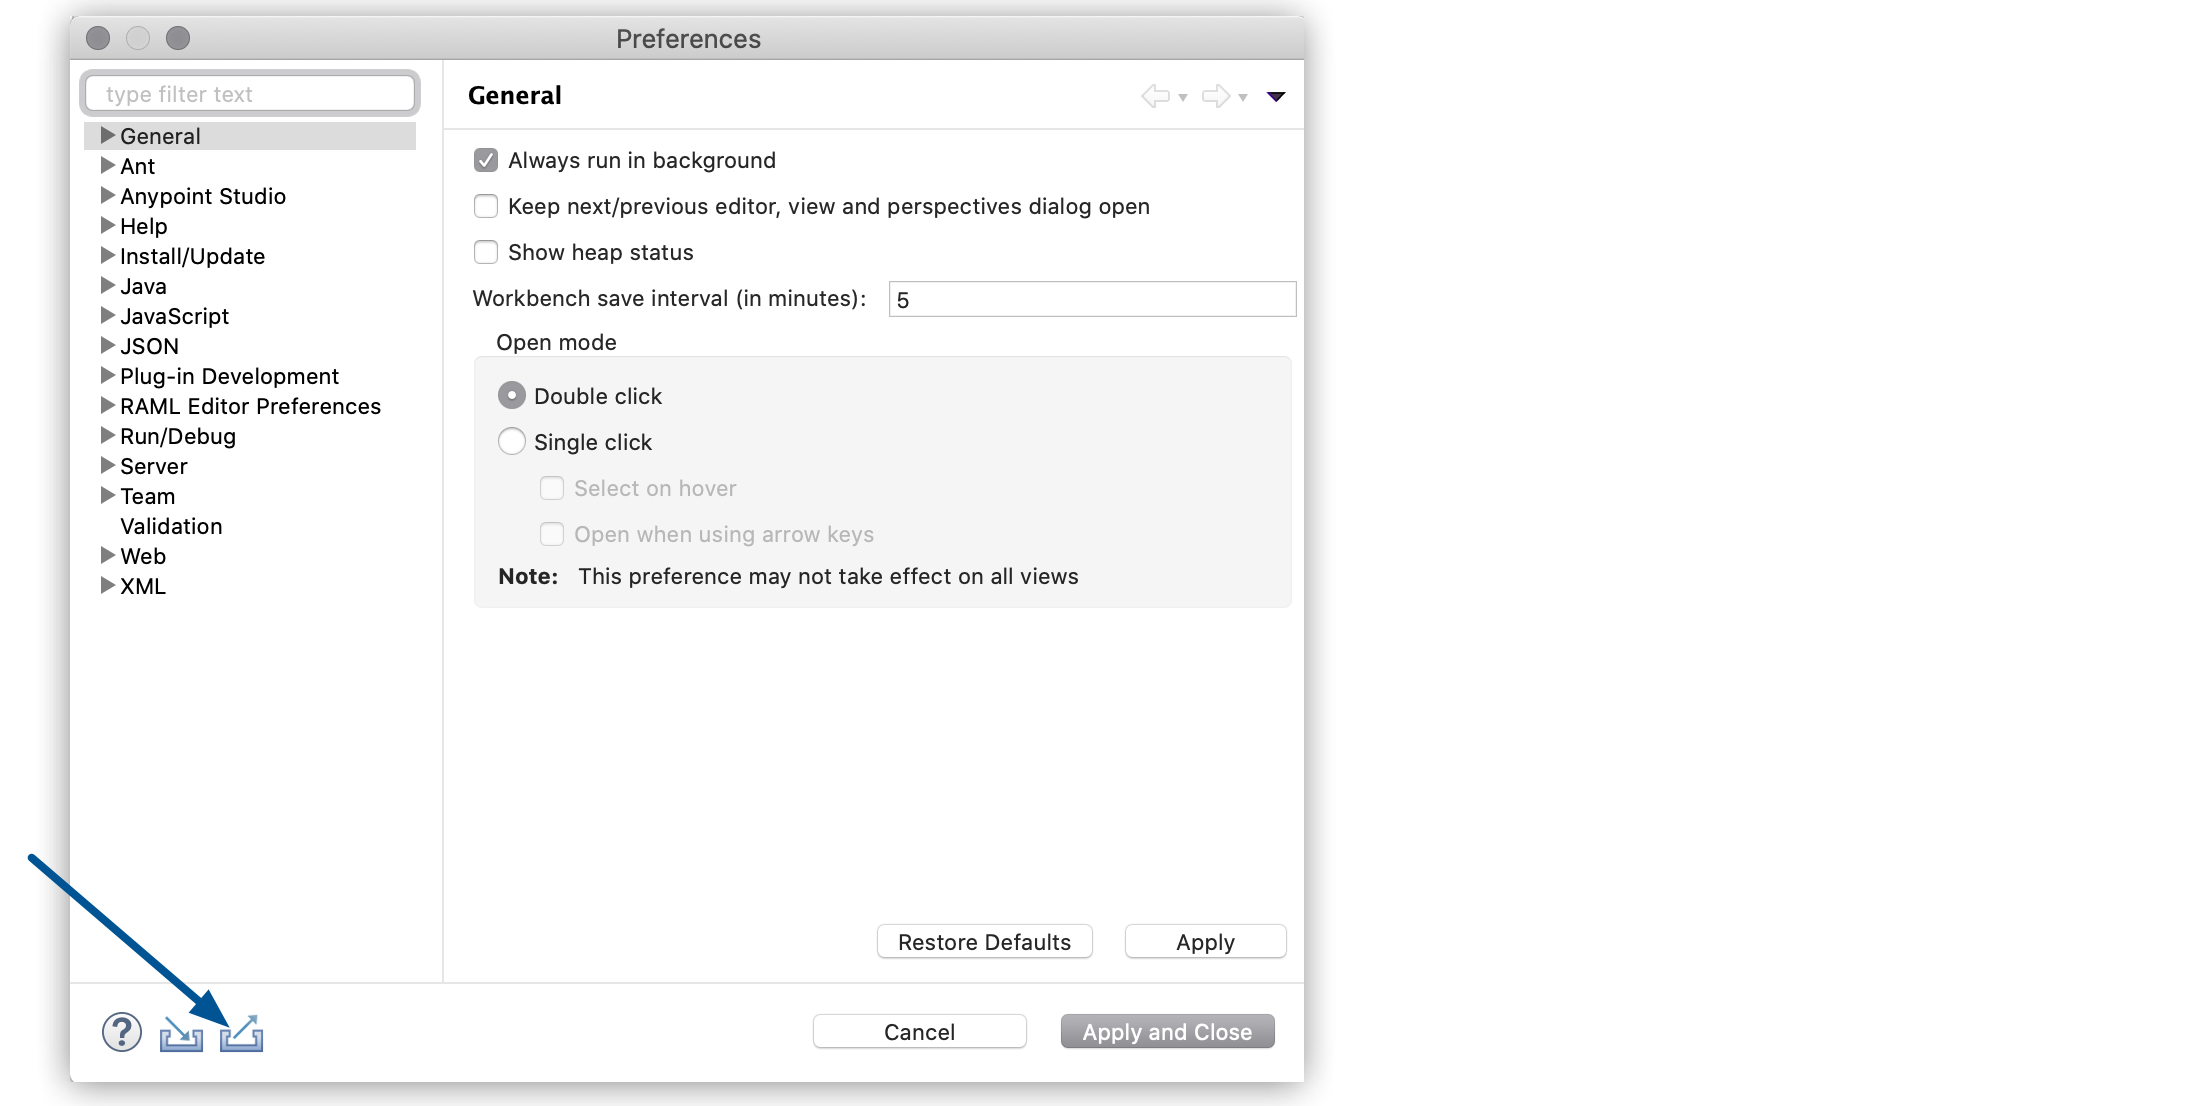 Preferences
type filter text
General
Ant
Anypoint Studio
Help
Install/Update
Java
JavaScript
JSON
Plug-in Development
RAML Editor Preferences
Run/Debug
Server
Team
Validation
Web
XML
General
Always run in background
Keep next/previous editor, view and perspectives dialog open
Show heap status
Workbench save interval (in minutes): 5
Open mode
Double click
Single click
Select on hover
Open when using arrow keys
Note: This preference may not take effect on all views
Restore Defaults Apply
? Cancel Apply and Close